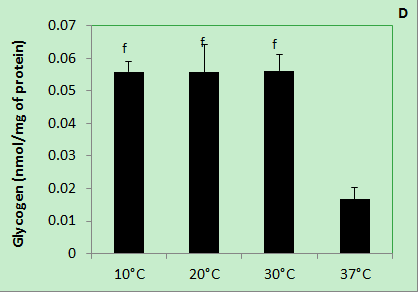 D
Glycogen (nmol/mg of protein)
0.07
0.06
0.05
0.04
0.03
0.02
0.01
0
f
f
f
10°C
20°C
30°C
37°C